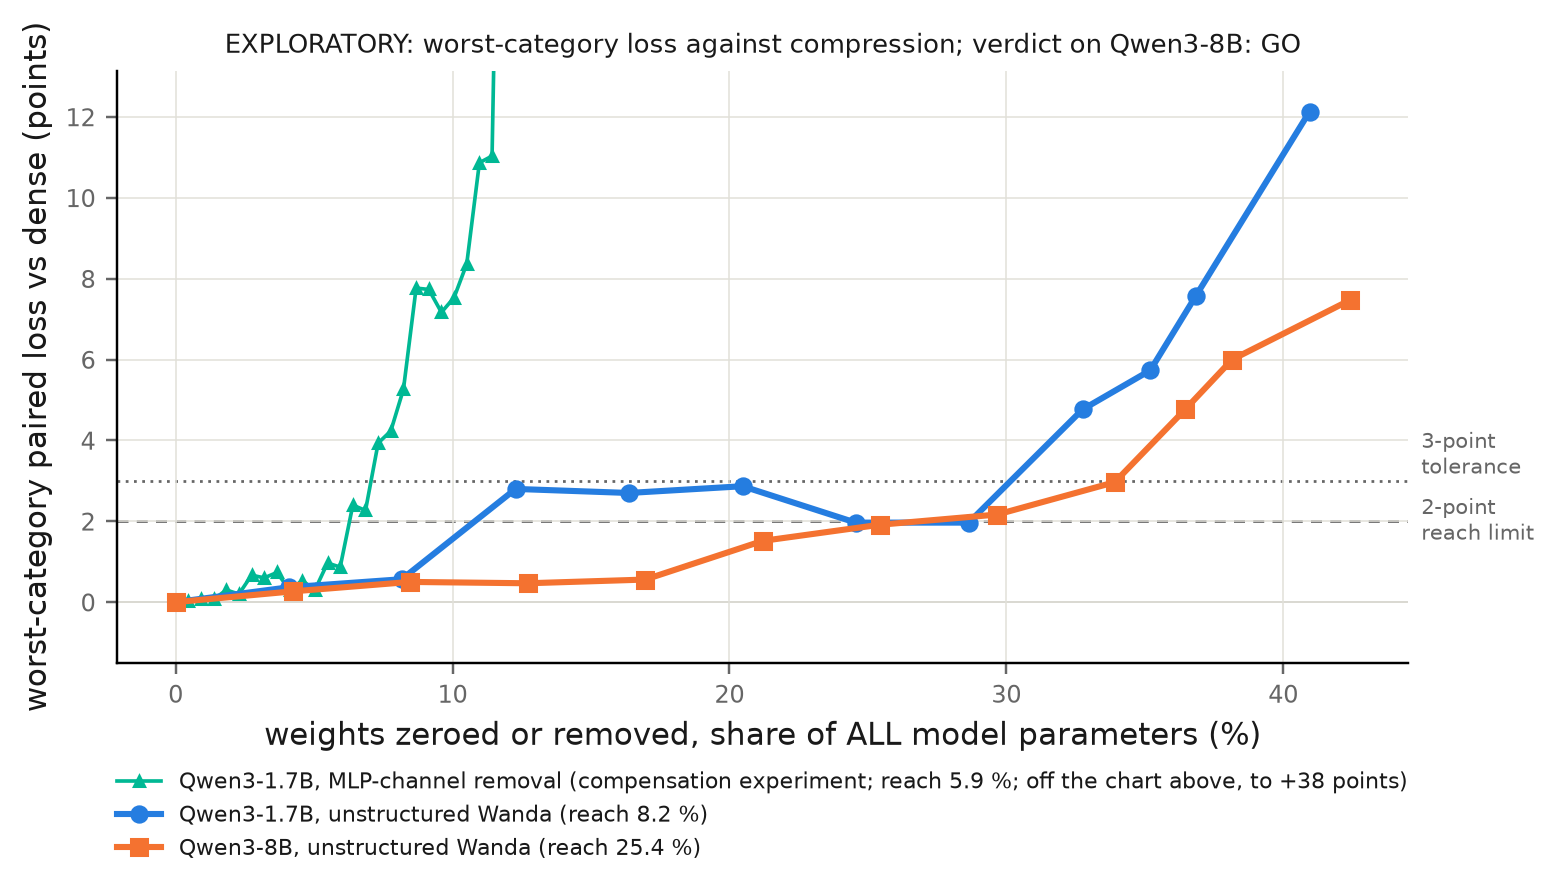 EXPLORATORY: worst-category loss against compression; verdict on Qwen3-8B: GO
worst-category paired loss vs dense (points)
12
10
8
6
4
2
0
3-point
tolerance
2-point
reach limit
0
10
20
30
40
weights zeroed or removed, share of ALL model parameters (%)
Qwen3-1.7B, MLP-channel removal (compensation experiment; reach 5.9 %; off the chart above, to +38 points)
Qwen3-1.7B, unstructured Wanda (reach 8.2 %)
Qwen3-8B, unstructured Wanda (reach 25.4 %)